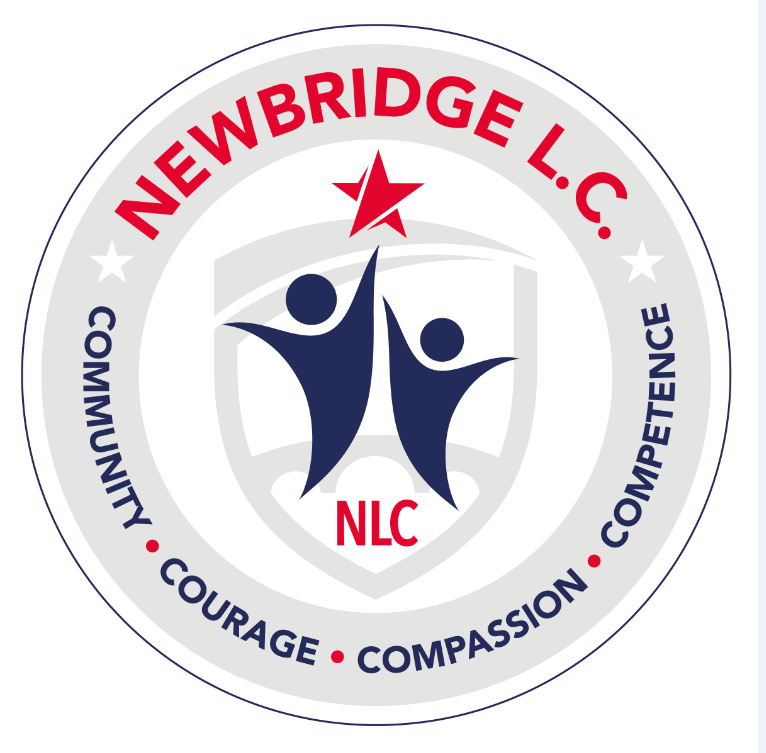 NEWBRIDGE L.C.
NLC
COMMUNITY • COURAGE • COMPASSION • COMPETENCE